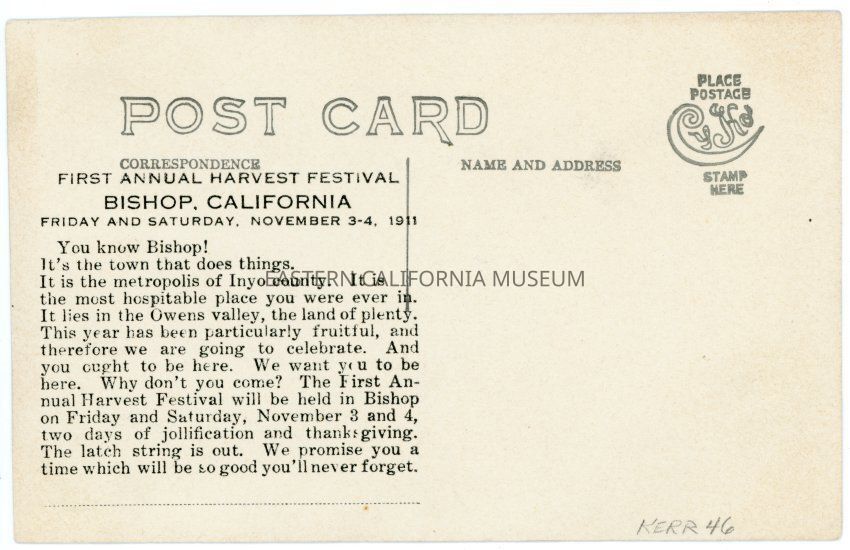 POST CARD
PLACE
POSTAGE
CyKo
STAMP
HERE
CORRESPONDENCE
NAME AND ADDRESS
FIRST ANNUAL HARVEST FESTIVAL
BISHOP, CALIFORNIA
FRIDAY AND SATURDAY, NOVEMBER 3-4, 1911
You know Bishop!
It's the town that does things.
It is the metropolis of Inyo county. It is
the most hospitable place you were ever in.
It lies in the Owens valley, the land of plenty.
This year has been particularly fruitful, and
therefore we are going to celebrate. And
you ought to be here. We want you to be
here. Why don't you come? The First An-
nual Harvest Festival will be held in Bishop
on Friday and Saturday, November 3 and 4,
two days of jollification and thanksgiving.
The latch string is out. We promise you a
time which will be so good you'll never forget.
EASTERN CALIFORNIA MUSEUM
KERR 46